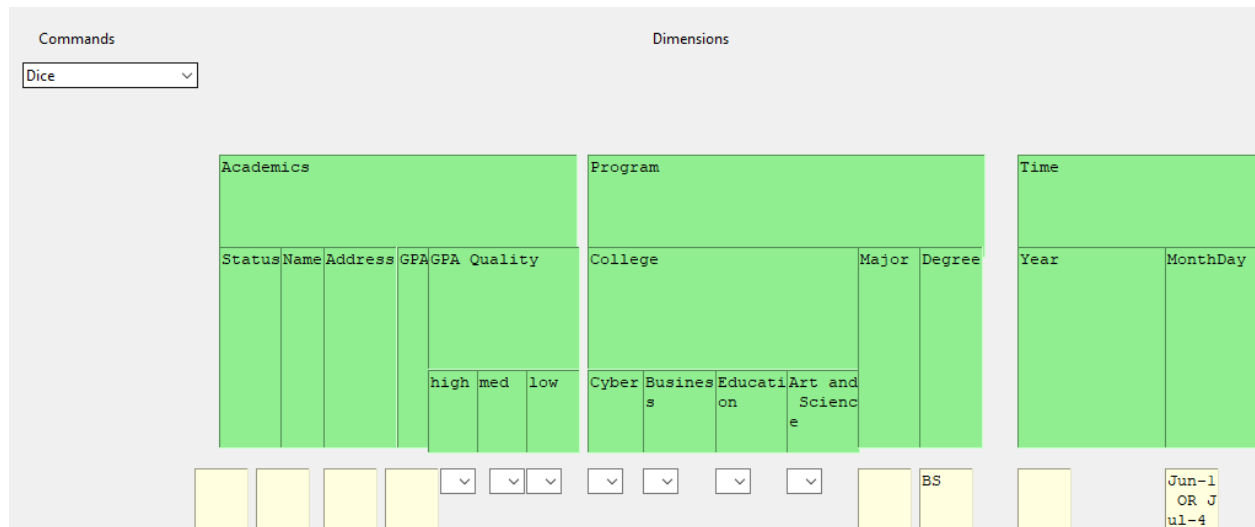 Commands
Dimensions
Dice
Academics
Program
Time
Status
Name
Address
GPA
GPA Quality
College
Major
Degree
Year
MonthDay
high
med
low
Cyber
Busines
s
Educati
on
Art and
Scienc
e
BS
Jun-1
OR J
ul-4